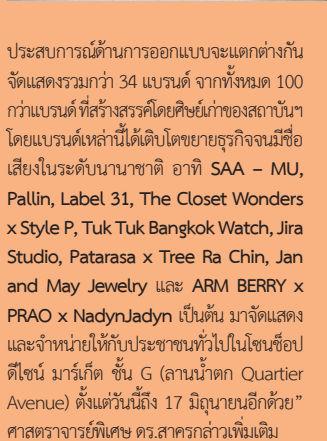 ประสบการณ์ด้านการออกแบบจะแตกต่างกัน
จัดแสดงรวมกว่า 34 แบรนด์ จากทั้งหมด 100
กว่าแบรนด์ ที่สร้างสรรค์โดยศิษย์เก่าของสถาบันฯ
โดยแบรนด์เหล่านี้ได้เติบโตขยายธุรกิจจนมีชื่อ
เสียงในระดับนานาชาติ อาทิ SAA – MU,
Pallin, Label 31, The Closet Wonders
x Style P, Tuk Tuk Bangkok Watch, Jira
Studio, Patarasa x Tree Ra Chin, Jan
and May Jewelry และ ARM BERRY x
PRAO x NadynJadyn เป็นต้น มาจัดแสดง
และจำหน่ายให้กับประชาชนทั่วไปในโซนช็อป
ดีไซน์ มาร์เก็ต ชั้น G (ลานน้ำตก Quartier
Avenue) ตั้งแต่วันนี้ถึง 17 มิถุนายนอีกด้วย”
ศาสตราจารย์พิเศษ ดร.สาครกล่าวเพิ่มเติม